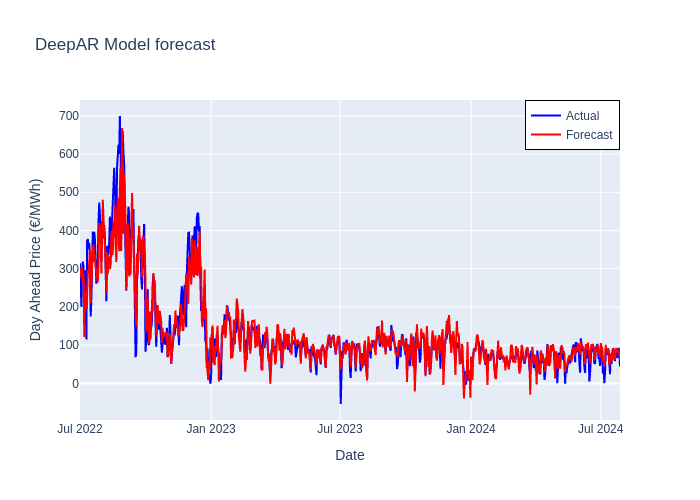 DeepAR Model forecast
Actual
Forecast
Day Ahead Price (€/MWh)
700
600
500
400
300
200
100
0
Jul 2022
Jan 2023
Jul 2023
Jan 2024
Jul 2024
Date